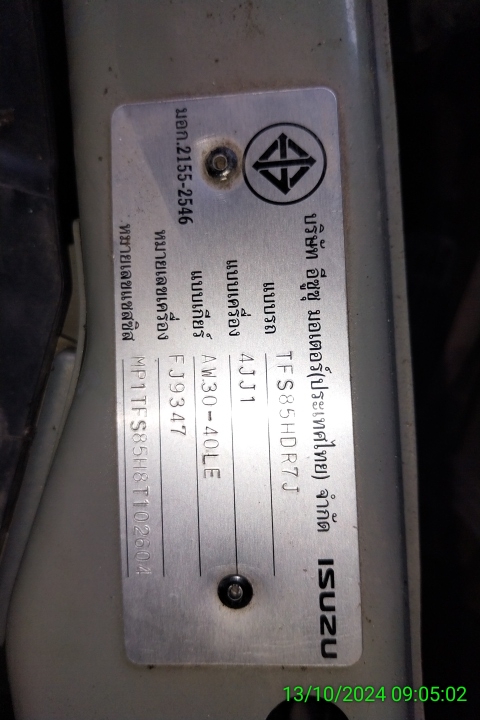 บริษัท อีซูซุ มอเตอร์(ประเทศไทย) จำกัด ISUZU
แบบรถ TFS85HDR7J
แบบเครื่อง 4JJ1
แบบเกียร์ AW30-40LE
หมายเลขเครื่อง FJ9347
หมายเลขแชสซีส์ MP1TFS85H8T102604
มอก.2155-2546
13/10/2024 09:05:02